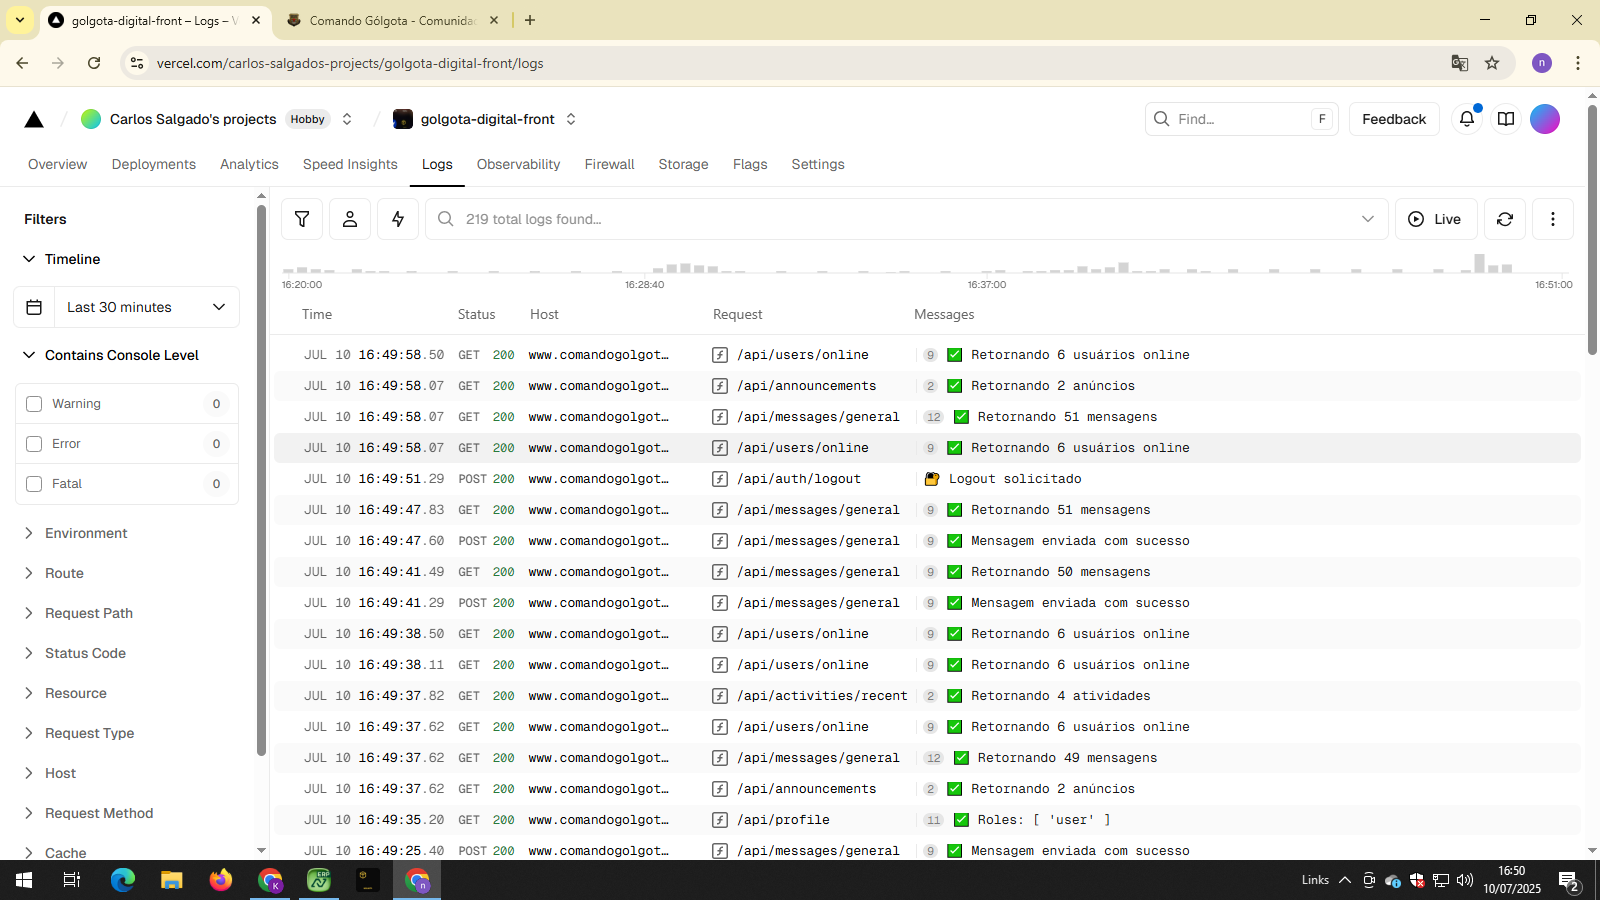 golgota-digital-front – Logs – V
Comando Gólgota - Comunidad
vercel.com/carlos-salgados-projects/golgota-digital-front/logs
n
Carlos Salgado's projects Hobby
golgota-digital-front
Find... F
Feedback
Overview Deployments Analytics Speed Insights Logs Observability Firewall Storage Flags Settings
Filters
Timeline
Last 30 minutes
Contains Console Level
Warning 0
Error 0
Fatal 0
Environment
Route
Request Path
Status Code
Resource
Request Type
Host
Request Method
Cache
219 total logs found...
Live
16:20:00 16:28:40 16:37:00 16:51:00
Time Status Host Request Messages
JUL 10 16:49:58.50 GET 200 www.comandogolgot… /api/users/online 9 ✅ Retornando 6 usuários online
JUL 10 16:49:58.07 GET 200 www.comandogolgot… /api/announcements 2 ✅ Retornando 2 anúncios
JUL 10 16:49:58.07 GET 200 www.comandogolgot… /api/messages/general 12 ✅ Retornando 51 mensagens
JUL 10 16:49:58.07 GET 200 www.comandogolgot… /api/users/online 9 ✅ Retornando 6 usuários online
JUL 10 16:49:51.29 POST 200 www.comandogolgot… /api/auth/logout 🔐 Logout solicitado
JUL 10 16:49:47.83 GET 200 www.comandogolgot… /api/messages/general 9 ✅ Retornando 51 mensagens
JUL 10 16:49:47.60 POST 200 www.comandogolgot… /api/messages/general 9 ✅ Mensagem enviada com sucesso
JUL 10 16:49:41.49 GET 200 www.comandogolgot… /api/messages/general 9 ✅ Retornando 50 mensagens
JUL 10 16:49:41.29 POST 200 www.comandogolgot… /api/messages/general 9 ✅ Mensagem enviada com sucesso
JUL 10 16:49:38.50 GET 200 www.comandogolgot… /api/users/online 9 ✅ Retornando 6 usuários online
JUL 10 16:49:38.11 GET 200 www.comandogolgot… /api/users/online 9 ✅ Retornando 6 usuários online
JUL 10 16:49:37.82 GET 200 www.comandogolgot… /api/activities/recent 2 ✅ Retornando 4 atividades
JUL 10 16:49:37.62 GET 200 www.comandogolgot… /api/users/online 9 ✅ Retornando 6 usuários online
JUL 10 16:49:37.62 GET 200 www.comandogolgot… /api/messages/general 12 ✅ Retornando 49 mensagens
JUL 10 16:49:37.62 GET 200 www.comandogolgot… /api/announcements 2 ✅ Retornando 2 anúncios
JUL 10 16:49:35.20 GET 200 www.comandogolgot… /api/profile 11 ✅ Roles: [ 'user' ]
JUL 10 16:49:25.40 POST 200 www.comandogolgot… /api/messages/general 9 ✅ Mensagem enviada com sucesso
K
ERP
n
Links
16:50
10/07/2025
2